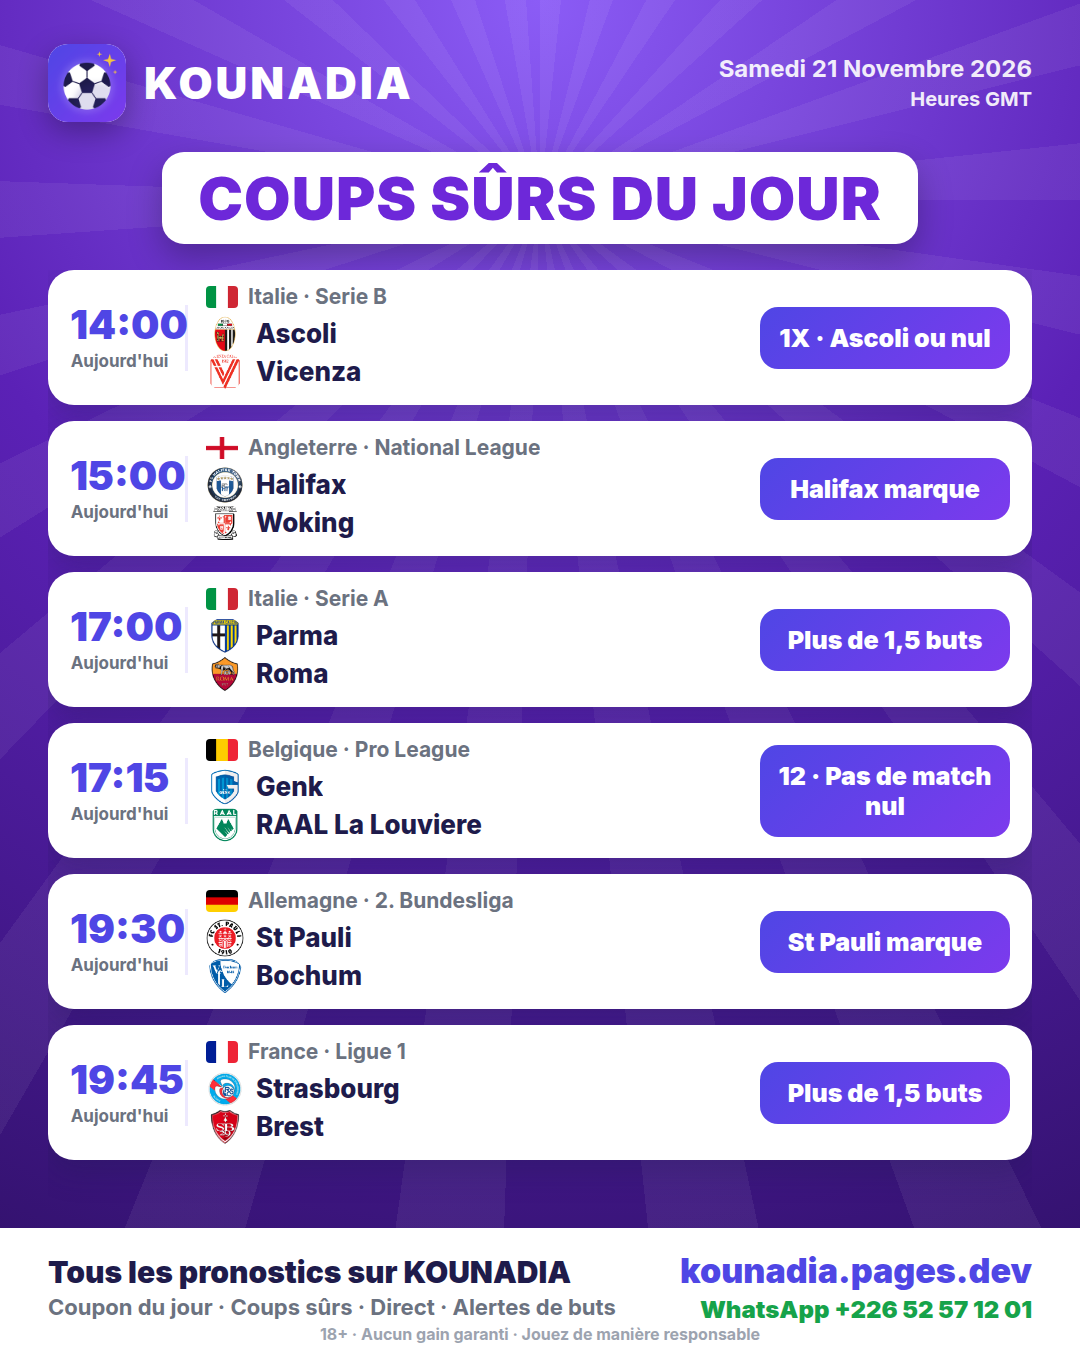 KOUNADIA
Samedi 21 Novembre 2026
Heures GMT
COUPS SÛRS DU JOUR
14:00
Aujourd'hui
Italie · Serie B
Ascoli
Vicenza
1X · Ascoli ou nul
15:00
Aujourd'hui
Angleterre · National League
Halifax
Woking
Halifax marque
17:00
Aujourd'hui
Italie · Serie A
Parma
Roma
Plus de 1,5 buts
17:15
Aujourd'hui
Belgique · Pro League
Genk
RAAL La Louviere
12 · Pas de match
nul
19:30
Aujourd'hui
Allemagne · 2. Bundesliga
St Pauli
Bochum
St Pauli marque
19:45
Aujourd'hui
France · Ligue 1
Strasbourg
Brest
Plus de 1,5 buts
Tous les pronostics sur KOUNADIA
kounadia.pages.dev
Coupon du jour · Coups sûrs · Direct · Alertes de buts
WhatsApp +226 52 57 12 01
18+ · Aucun gain garanti · Jouez de manière responsable